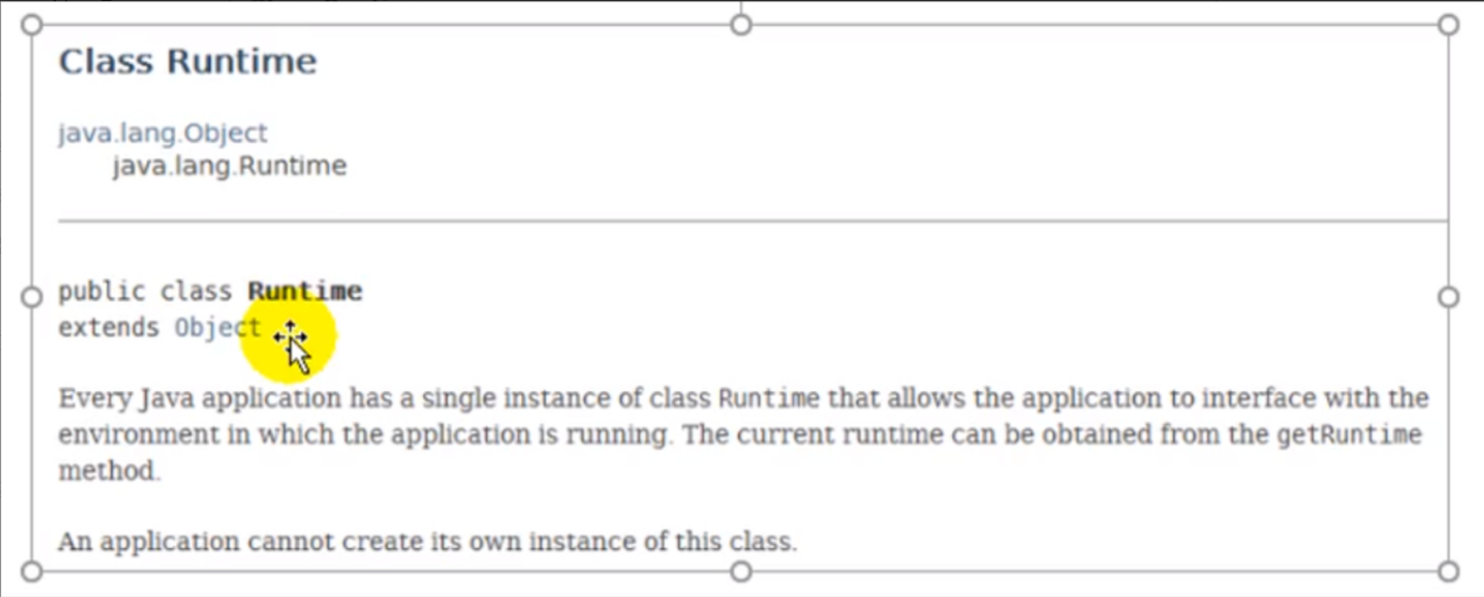 Class Runtime
java.lang.Object
java.lang.Runtime
public class Runtime
extends Object
Every Java application has a single instance of class Runtime that allows the application to interface with the
environment in which the application is running. The current runtime can be obtained from the getRuntime
method.
An application cannot create its own instance of this class.